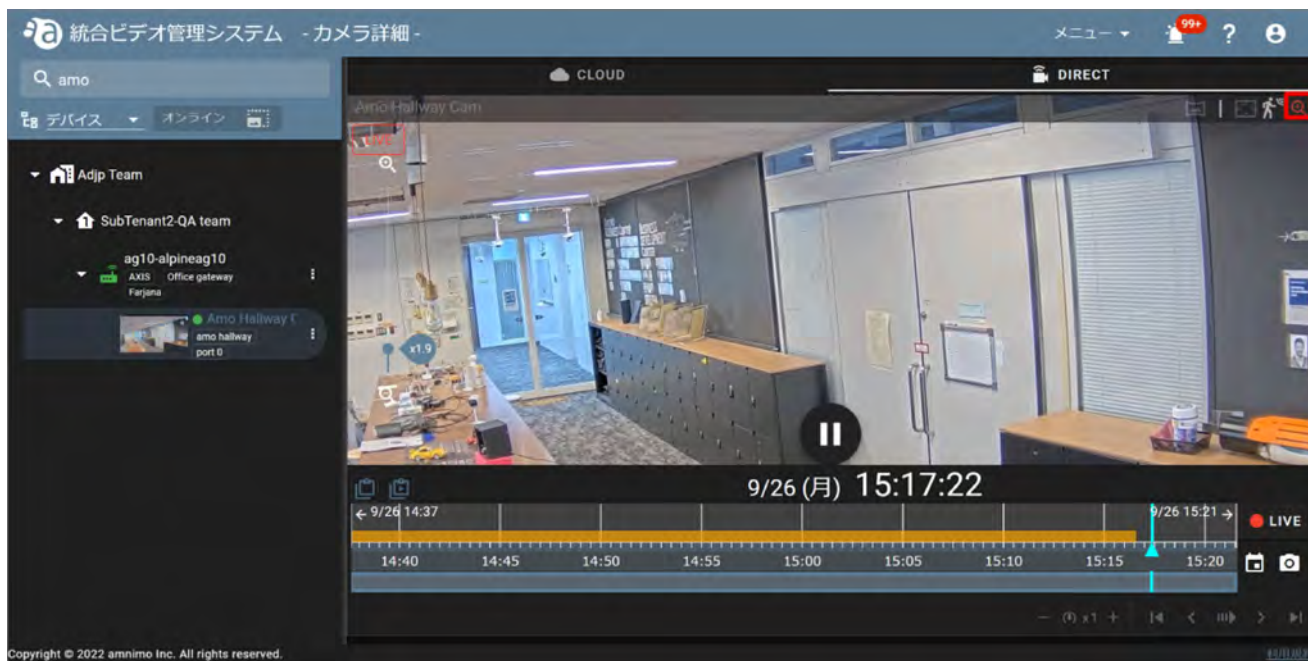 統合ビデオ管理システム - カメラ詳細 -
メニュー
99+
?
amo
デバイス
オンライン
CLOUD
DIRECT
Amo Hallway Cam
LIVE
Adjp Team
SubTenant2-QA team
ag10-alpineag10
AXIS Office gateway
Farjana
Amo Hallway C
amo hallway
port 0
x1.9
9/26 (月) 15:17:22
9/26 14:37
9/26 15:21
LIVE
14:40 14:45 14:50 14:55 15:00 15:05 15:10 15:15 15:20
x1
Copyright © 2022 amnimo Inc. All rights reserved.